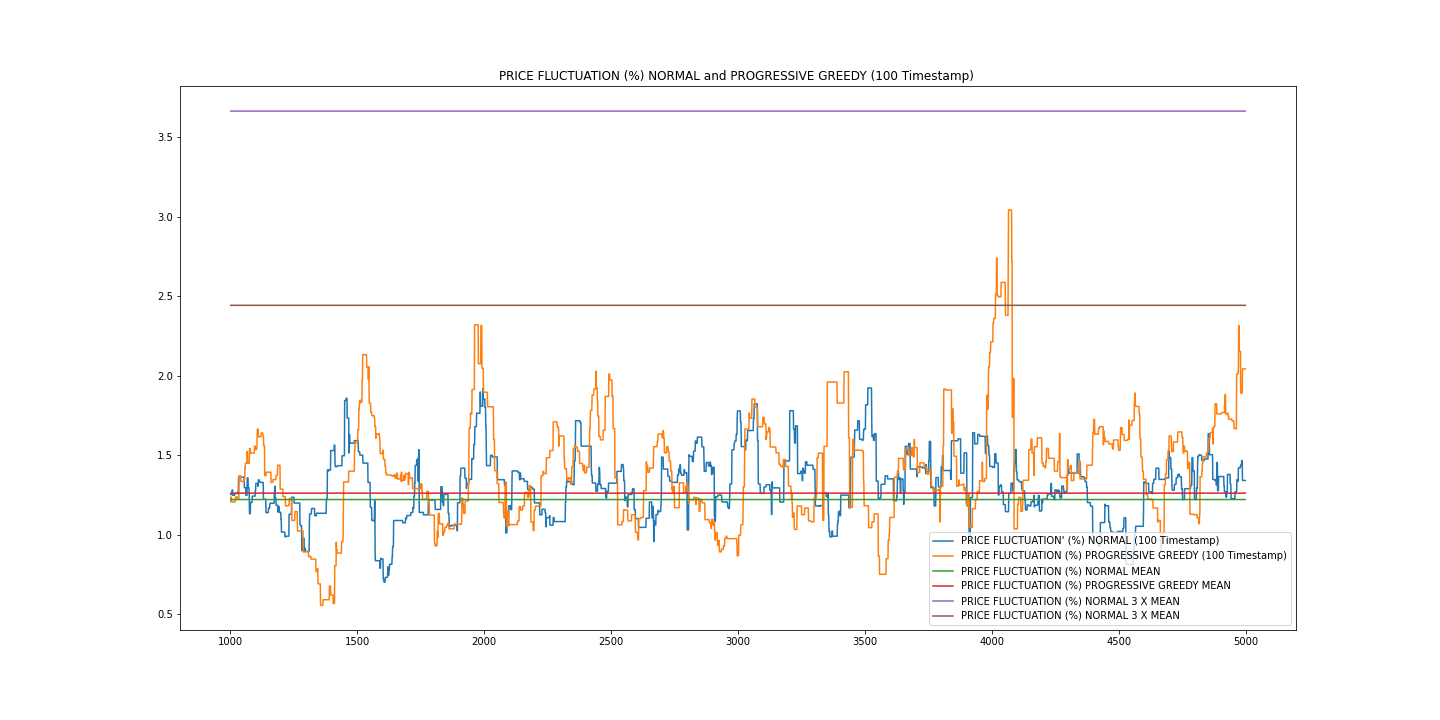 PRICE FLUCTUATION (%) NORMAL and PROGRESSIVE GREEDY (100 Timestamp)
3.5
3.0
2.5
2.0
1.5
1.0
0.5
PRICE FLUCTUATION' (%) NORMAL (100 Timestamp)
PRICE FLUCTUATION (%) PROGRESSIVE GREEDY (100 Timestamp)
PRICE FLUCTUATION (%) NORMAL MEAN
PRICE FLUCTUATION (%) PROGRESSIVE GREEDY MEAN
PRICE FLUCTUATION (%) NORMAL 3 X MEAN
PRICE FLUCTUATION (%) NORMAL 3 X MEAN
1000 1500 2000 2500 3000 3500 4000 4500 5000